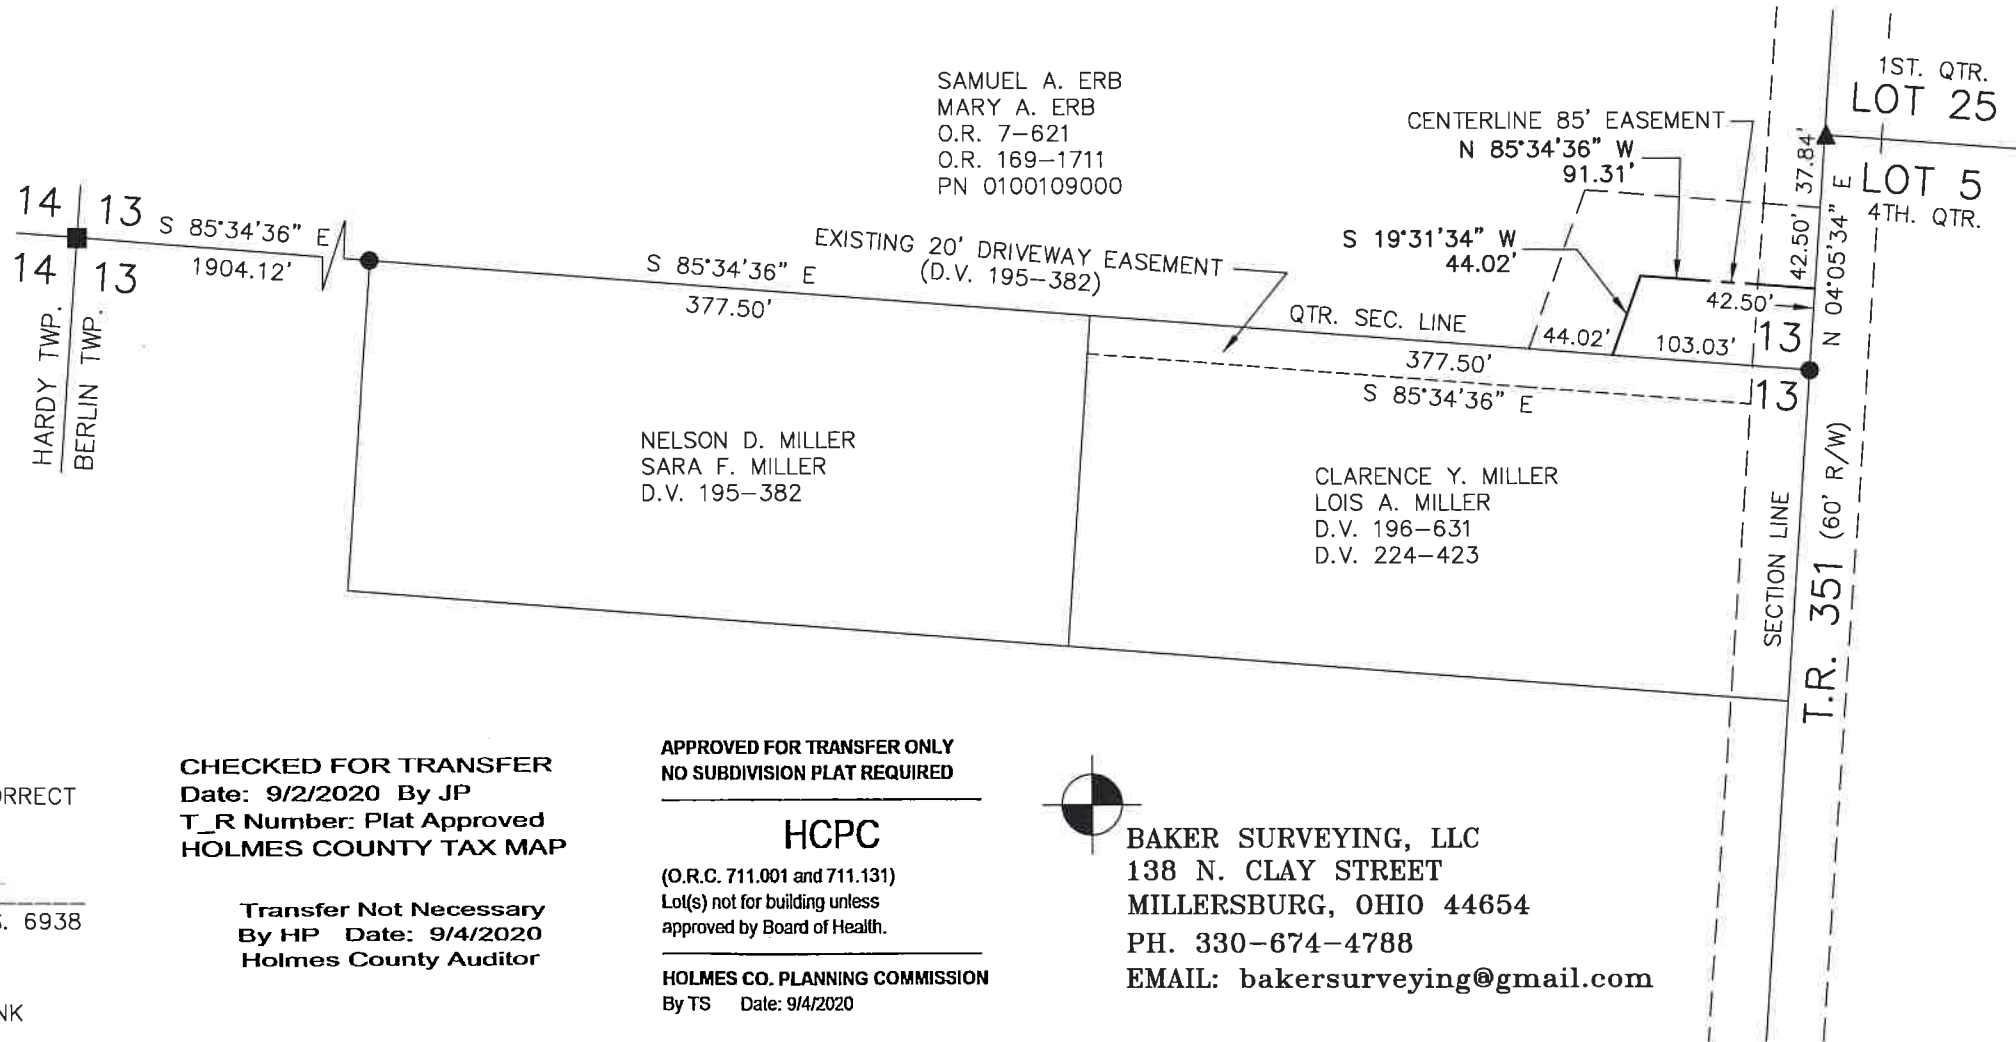 SAMUEL A. ERB
MARY A. ERB
O.R. 7-621
O.R. 169-1711
PN 0100109000
1ST. QTR.
LOT 25
LOT 5
4TH. QTR.
CENTERLINE 85' EASEMENT
N 85°34'36" W
91.31'
S 19°31'34" W
44.02'
37.84'
42.50'
N 04°05'34" E
42.50'
14 13
14 13
HARDY TWP.
BERLIN TWP.
S 85°34'36" E
1904.12'
S 85°34'36" E
377.50'
EXISTING 20' DRIVEWAY EASEMENT
(D.V. 195-382)
QTR. SEC. LINE
44.02'
103.03'
13
13
377.50'
S 85°34'36" E
NELSON D. MILLER
SARA F. MILLER
D.V. 195-382
CLARENCE Y. MILLER
LOIS A. MILLER
D.V. 196-631
D.V. 224-423
SECTION LINE
T.R. 351 (60' R/W)
CHECKED FOR TRANSFER
Date: 9/2/2020 By JP
T_R Number: Plat Approved
HOLMES COUNTY TAX MAP
Transfer Not Necessary
By HP Date: 9/4/2020
Holmes County Auditor
APPROVED FOR TRANSFER ONLY
NO SUBDIVISION PLAT REQUIRED
HCPC
(O.R.C. 711.001 and 711.131)
Lot(s) not for building unless
approved by Board of Health.
HOLMES CO. PLANNING COMMISSION
By TS Date: 9/4/2020
BAKER SURVEYING, LLC
138 N. CLAY STREET
MILLERSBURG, OHIO 44654
PH. 330-674-4788
EMAIL: bakersurveying@gmail.com
6938